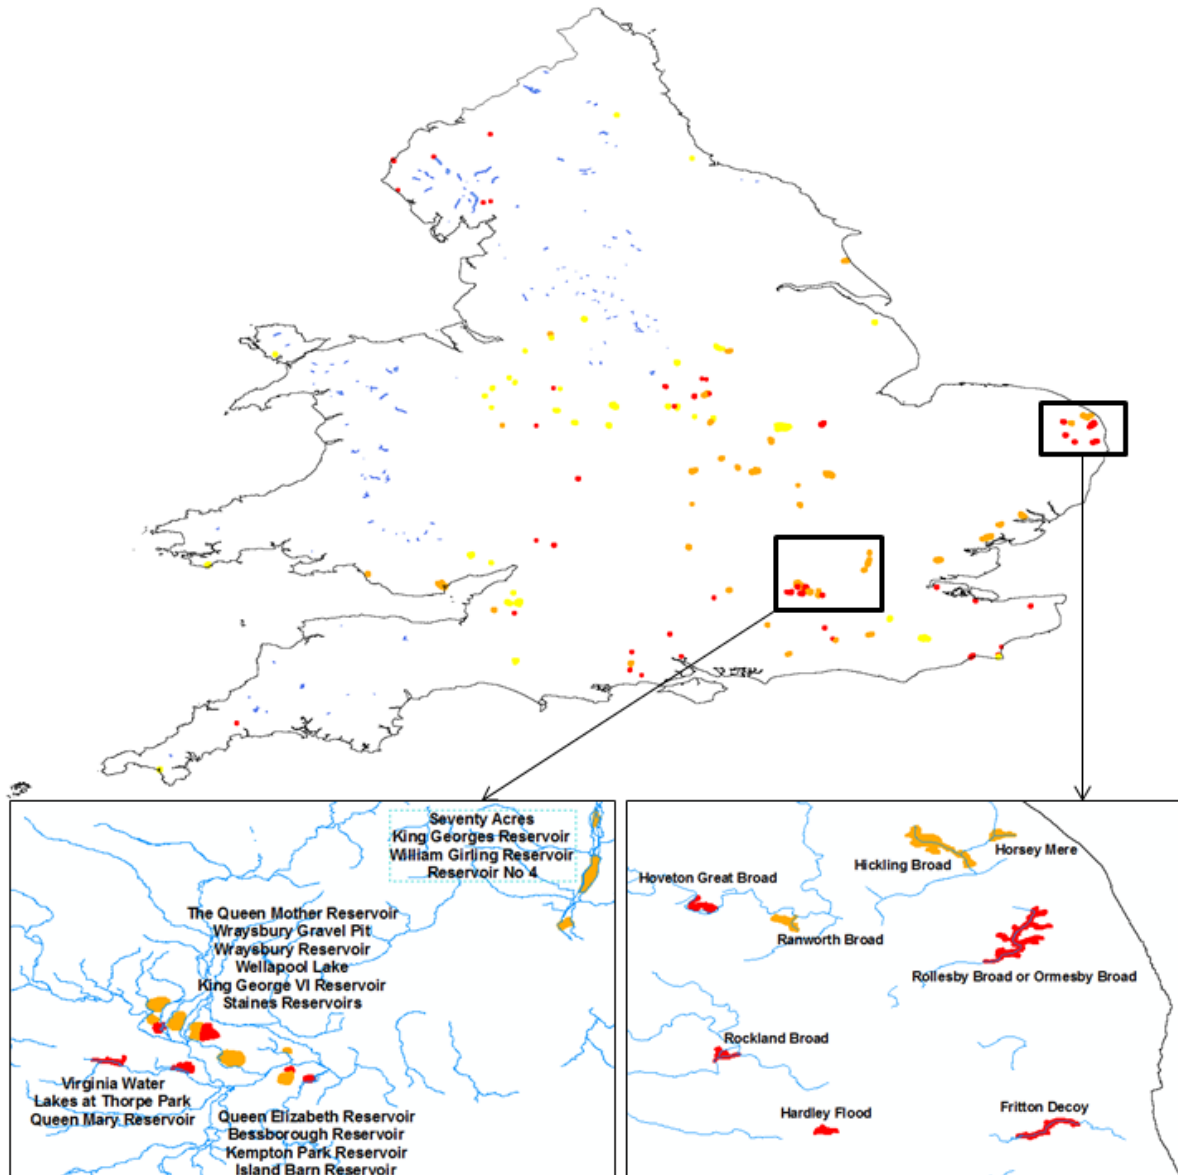 Seventy Acres
King Georges Reservoir
William Girling Reservoir
Reservoir No 4
The Queen Mother Reservoir
Wraysbury Gravel Pit
Wraysbury Reservoir
Wellapool Lake
King George VI Reservoir
Staines Reservoirs
Virginia Water
Lakes at Thorpe Park
Queen Mary Reservoir
Queen Elizabeth Reservoir
Bessborough Reservoir
Kempton Park Reservoir
Island Barn Reservoir
Horsey Mere
Hickling Broad
Hoveton Great Broad
Ranworth Broad
Rollesby Broad or Ormesby Broad
Rockland Broad
Hardley Flood
Fritton Decoy